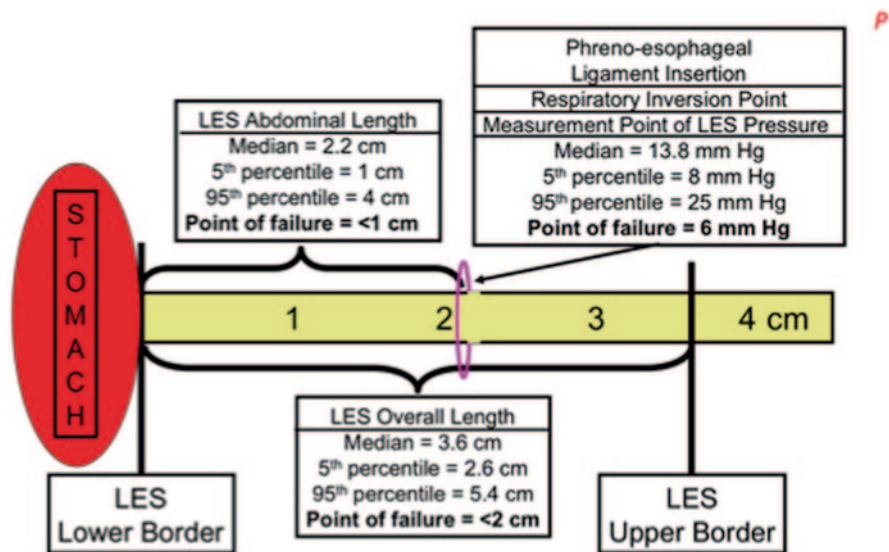 P
Phreno-esophageal
Ligament Insertion
Respiratory Inversion Point
Measurement Point of LES Pressure
Median = 13.8 mm Hg
5th percentile = 8 mm Hg
95th percentile = 25 mm Hg
Point of failure = 6 mm Hg
LES Abdominal Length
Median = 2.2 cm
5th percentile = 1 cm
95th percentile = 4 cm
Point of failure = <1 cm
STOMACH
1 2 3 4 cm
LES Overall Length
Median = 3.6 cm
5th percentile = 2.6 cm
95th percentile = 5.4 cm
Point of failure = <2 cm
LES
Lower Border
LES
Upper Border